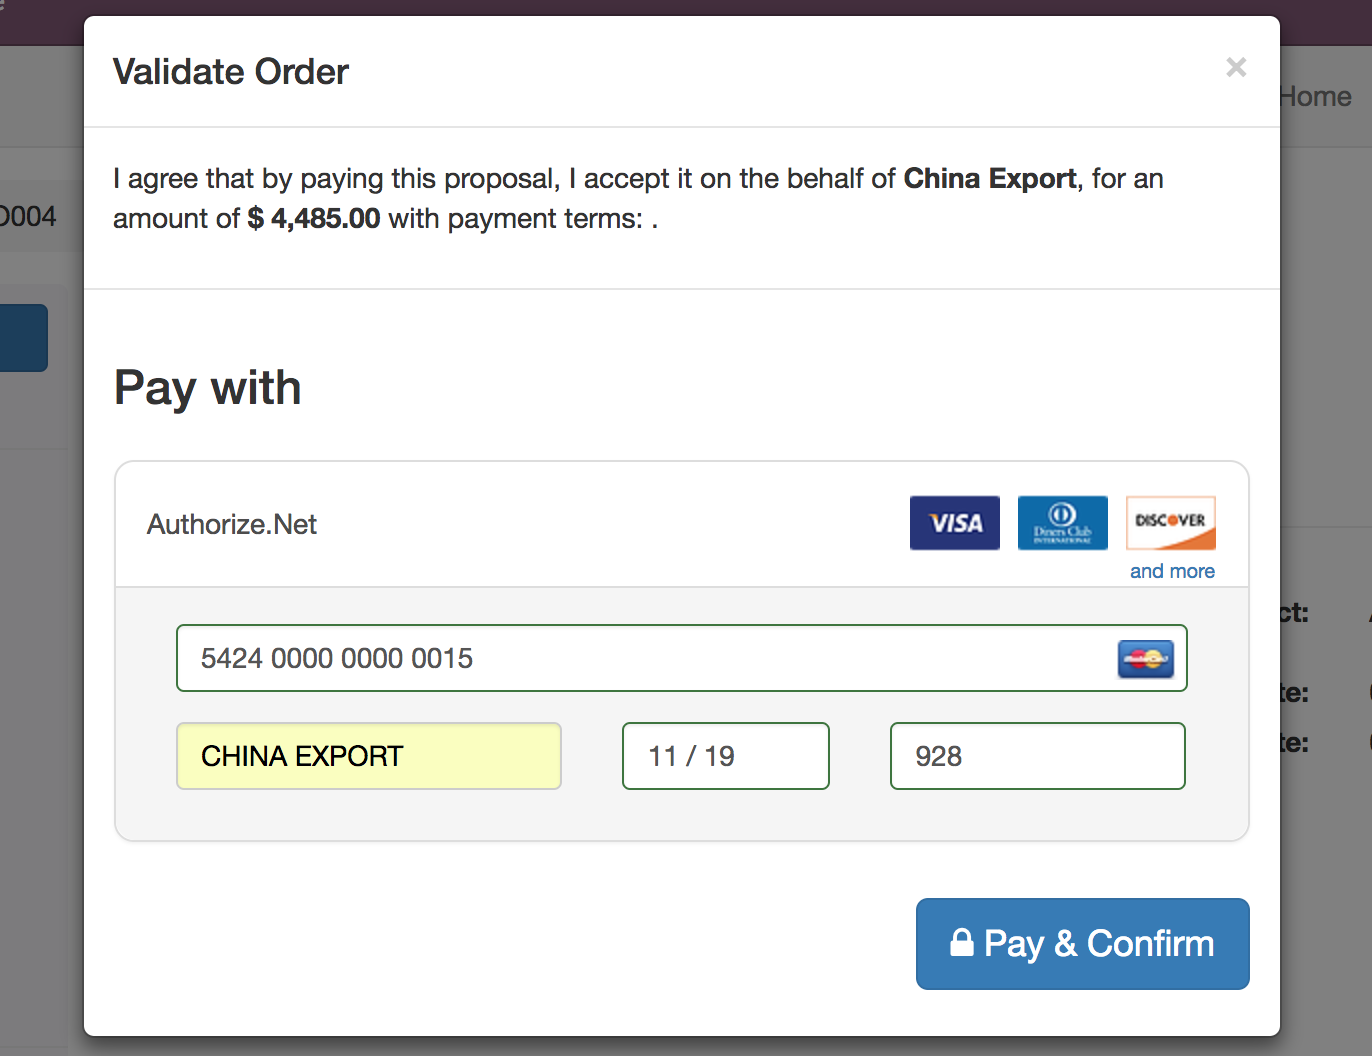 Validate Order
×
Home
I agree that by paying this proposal, I accept it on the behalf of China Export, for an
amount of $ 4,485.00 with payment terms: .
O004
Pay with
Authorize.Net
VISA
Diners Club
INTERNATIONAL
DISCOVER
and more
5424 0000 0000 0015
CHINA EXPORT
11 / 19
928
ct:
te:
te:
Pay & Confirm